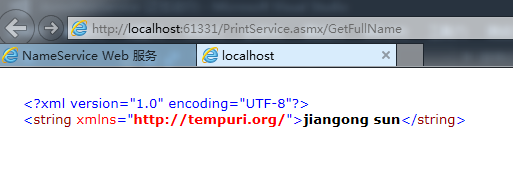 http://localhost:61331/PrintService.asmx/GetFullName
NameService Web 服务
localhost
<?xml version="1.0" encoding="UTF-8"?>
<string xmlns="http://tempuri.org/">jiangong sun</string>